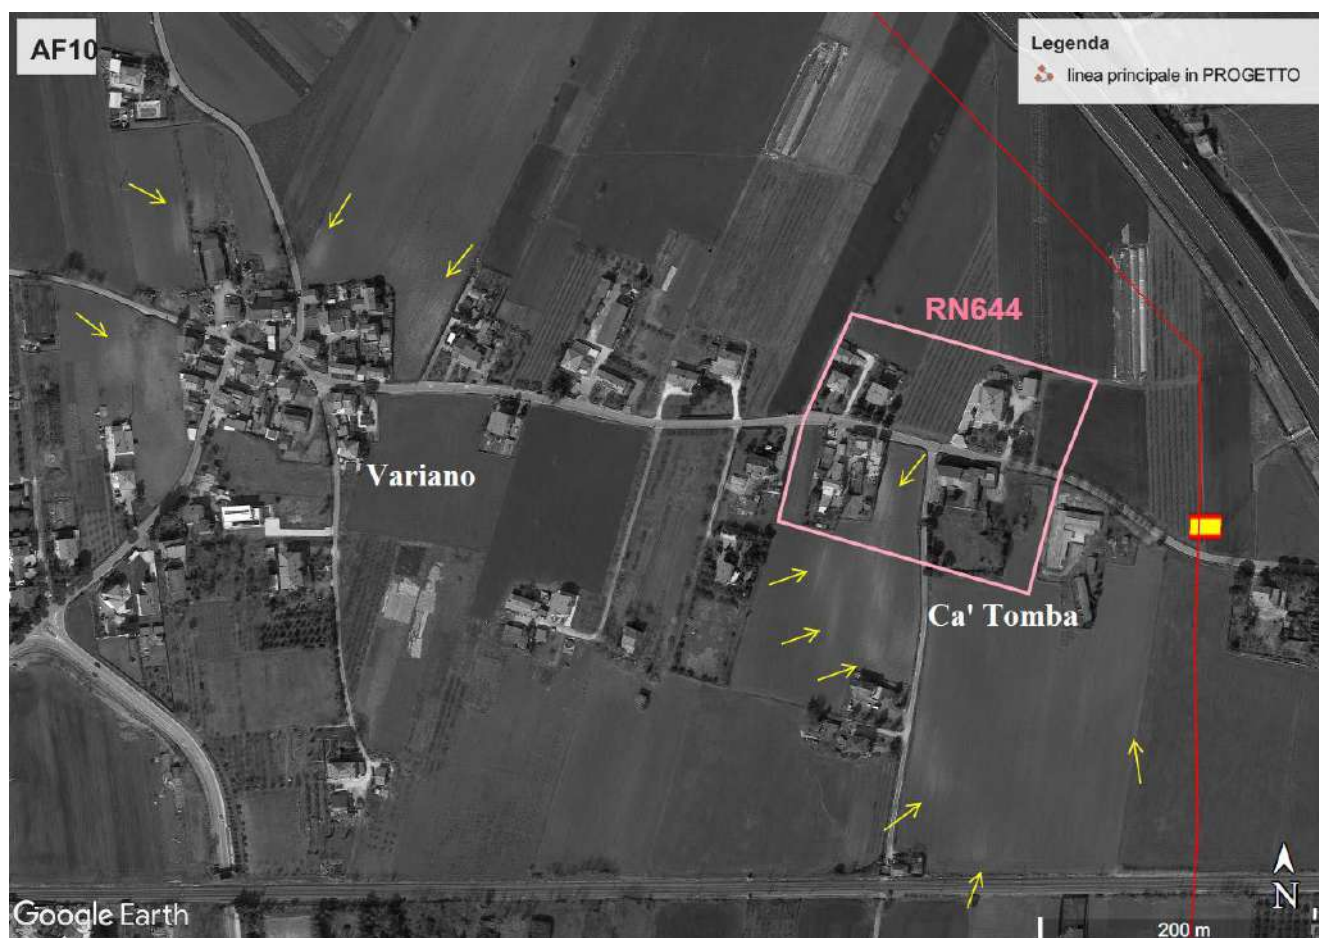 AF10
Legenda
linea principale in PROGETTO
RN644
Variano
Ca' Tomba
N
Google Earth
200 m